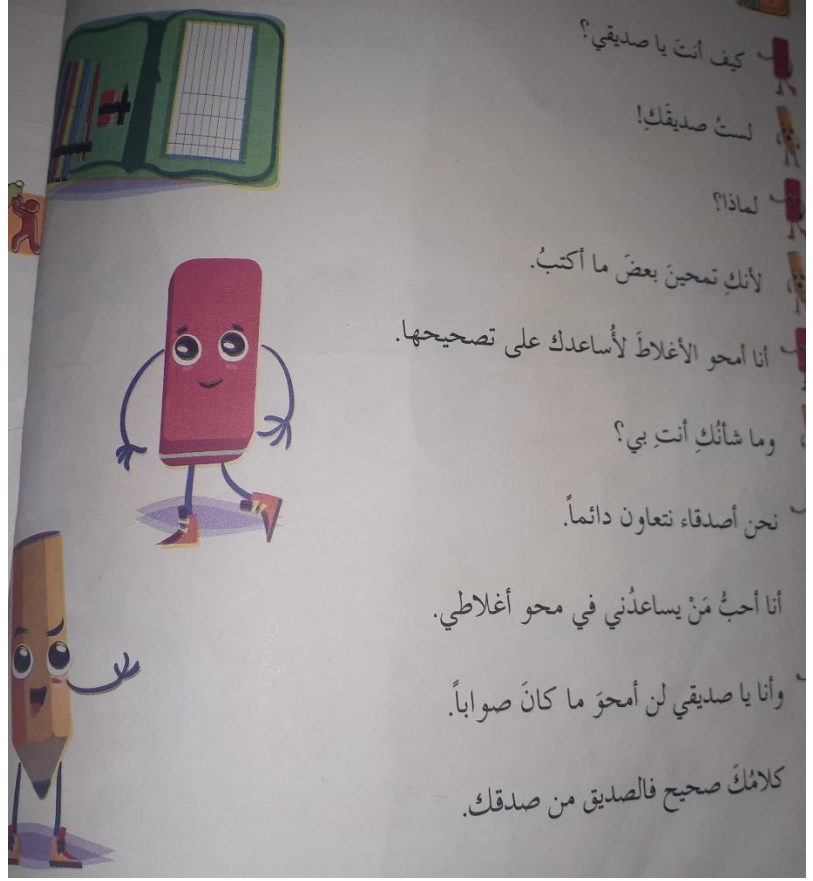 كيف أنتَ يا صديقي؟
لستُ صديقَكِ!
لماذا؟
لأنكِ تمحينَ بعضَ ما أكتبُ.
أنا أمحو الأغلاطَ لأُساعدك على تصحيحها.
وما شأنُكِ أنتِ بي؟
نحن أصدقاء نتعاون دائماً.
أنا أحبُّ مَنْ يساعدُني في محو أغلاطي.
وأنا يا صديقي لن أمحوَ ما كانَ صواباً.
كلامُكَ صحيح فالصديق من صدقك.